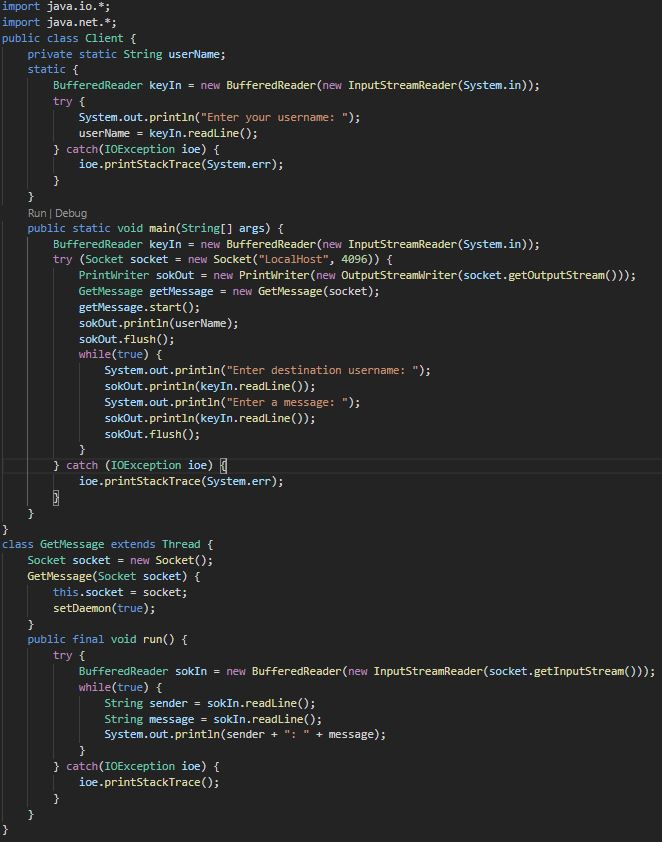 import java.io.*;
import java.net.*;
public class Client {
    private static String userName;
    static {
        BufferedReader keyIn = new BufferedReader(new InputStreamReader(System.in));
        try {
            System.out.println("Enter your username: ");
            userName = keyIn.readLine();
        } catch(IOException ioe) {
            ioe.printStackTrace(System.err);
        }
    }
    Run | Debug
    public static void main(String[] args) {
        BufferedReader keyIn = new BufferedReader(new InputStreamReader(System.in));
        try (Socket socket = new Socket("LocalHost", 4096)) {
            PrintWriter sokOut = new PrintWriter(new OutputStreamWriter(socket.getOutputStream()));
            GetMessage getMessage = new GetMessage(socket);
            getMessage.start();
            sokOut.println(userName);
            sokOut.flush();
            while(true) {
                System.out.println("Enter destination username: ");
                sokOut.println(keyIn.readLine());
                System.out.println("Enter a message: ");
                sokOut.println(keyIn.readLine());
                sokOut.flush();
            }
        } catch (IOException ioe) {
            ioe.printStackTrace(System.err);
        }
    }
}
class GetMessage extends Thread {
    Socket socket = new Socket();
    GetMessage(Socket socket) {
        this.socket = socket;
        setDaemon(true);
    }
    public final void run() {
        try {
            BufferedReader sokIn = new BufferedReader(new InputStreamReader(socket.getInputStream()));
            while(true) {
                String sender = sokIn.readLine();
                String message = sokIn.readLine();
                System.out.println(sender + ": " + message);
            }
        } catch(IOException ioe) {
            ioe.printStackTrace();
        }
    }
}